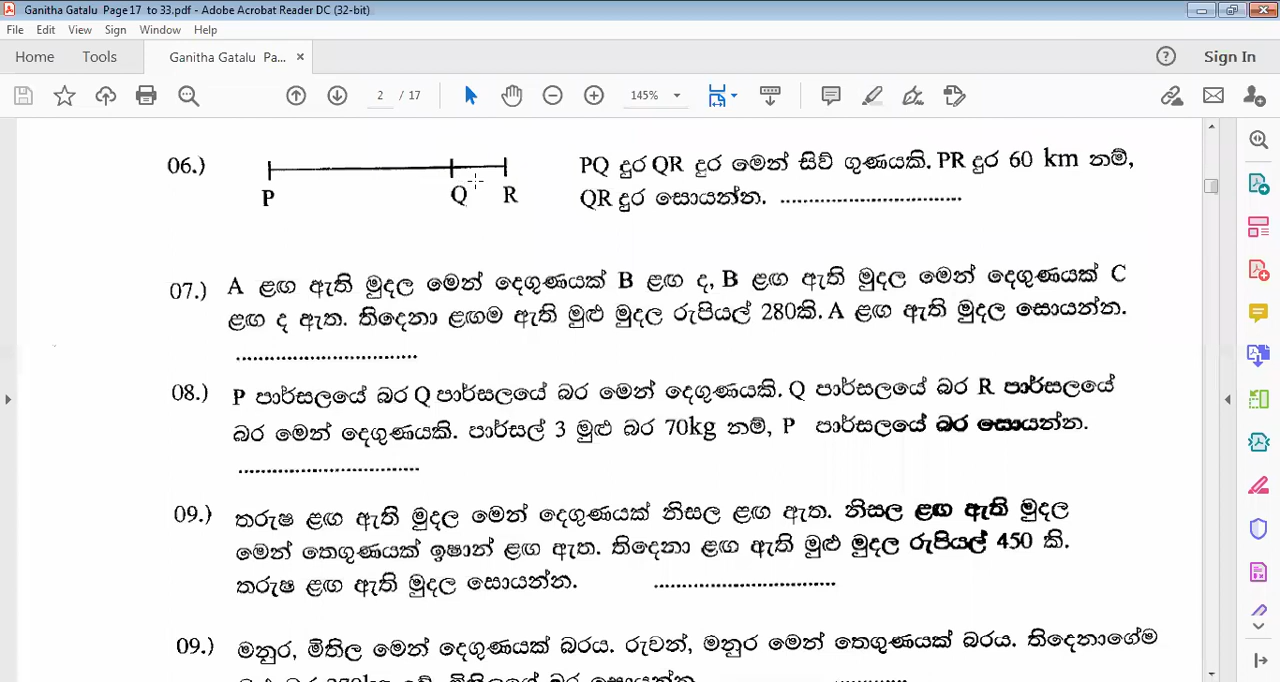 Ganitha Gatalu Page 17 to 33.pdf - Adobe Acrobat Reader DC (32-bit)
File Edit View Sign Window Help
Home Tools Ganitha Gatalu Pa... × ? Sign In
2 / 17 145%
06.) PQ දුර QR දුර මෙන් සිව් ගුණයකි. PR දුර 60 km නම්,
P Q R QR දුර සොයන්න. ....................................
07.) A ළඟ ඇති මුදල මෙන් දෙගුණයක් B ළඟ ද, B ළඟ ඇති මුදල මෙන් දෙගුණයක් C
ළඟ ද ඇත. තිදෙනා ළඟම ඇති මුළු මුදල රුපියල් 280කි. A ළඟ ඇති මුදල සොයන්න.
....................................
08.) P පාර්සලයේ බර Q පාර්සලයේ බර මෙන් දෙගුණයකි. Q පාර්සලයේ බර R පාර්සලයේ
බර මෙන් දෙගුණයකි. පාර්සල් 3 මුළු බර 70kg නම්, P පාර්සලයේ බර සොයන්න.
....................................
09.) තරුෂ ළඟ ඇති මුදල මෙන් දෙගුණයක් නිසල ළඟ ඇත. නිසල ළඟ ඇති මුදල
මෙන් තෙගුණයක් ඉෂාන් ළඟ ඇත. තිදෙනා ළඟ ඇති මුළු මුදල රුපියල් 450 කි.
තරුෂ ළඟ ඇති මුදල සොයන්න. ....................................
09.) මනුර, මිතිල මෙන් දෙගුණයක් බරය. රුවන්, මනුර මෙන් තෙගුණයක් බරය. තිදෙනාගේම